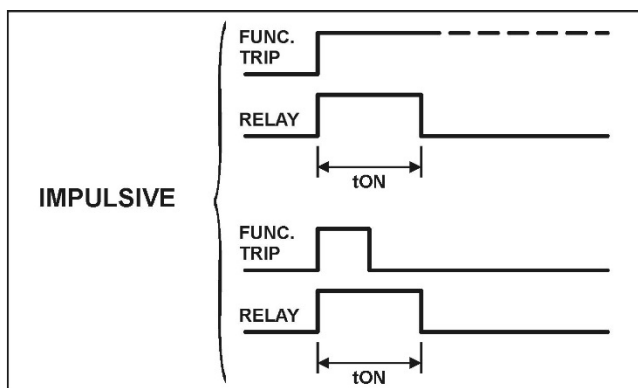 FUNC.
TRIP
RELAY
tON
IMPULSIVE
FUNC.
TRIP
RELAY
tON